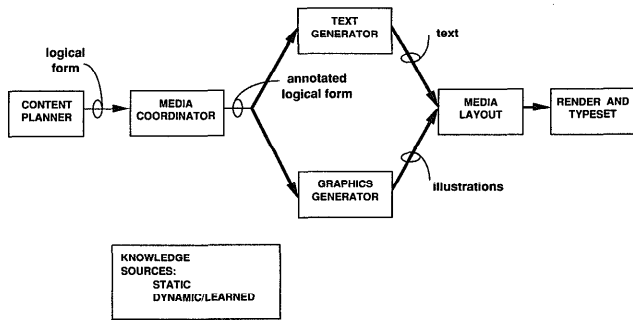 TEXT
GENERATOR
text
logical
form
annotated
logical form
CONTENT
PLANNER
MEDIA
COORDINATOR
MEDIA
LAYOUT
RENDER AND
TYPESET
GRAPHICS
GENERATOR
illustrations
KNOWLEDGE
SOURCES:
STATIC
DYNAMIC/LEARNED